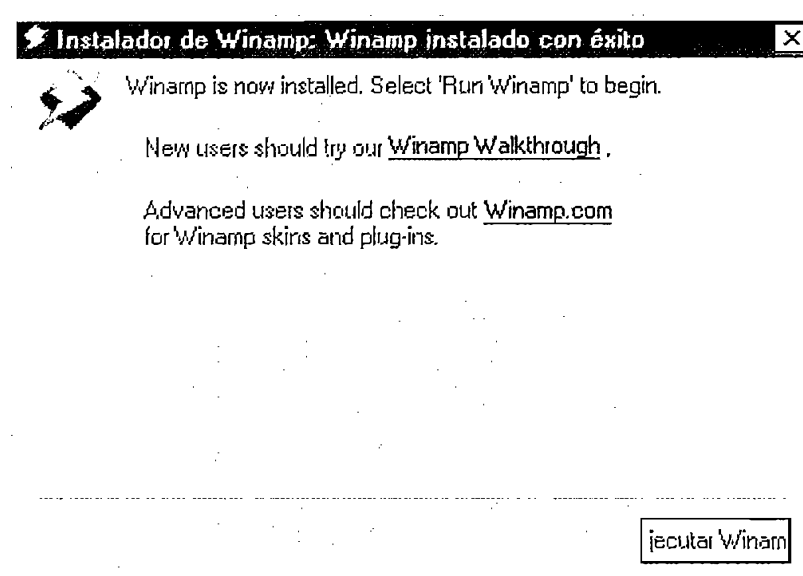 Instalador de Winamp: Winamp instalado con éxito
Winamp is now installed. Select 'Run Winamp' to begin.
New users should try our Winamp Walkthrough .
Advanced users should check out Winamp.com
for Winamp skins and plug-ins.
jecutar Winam